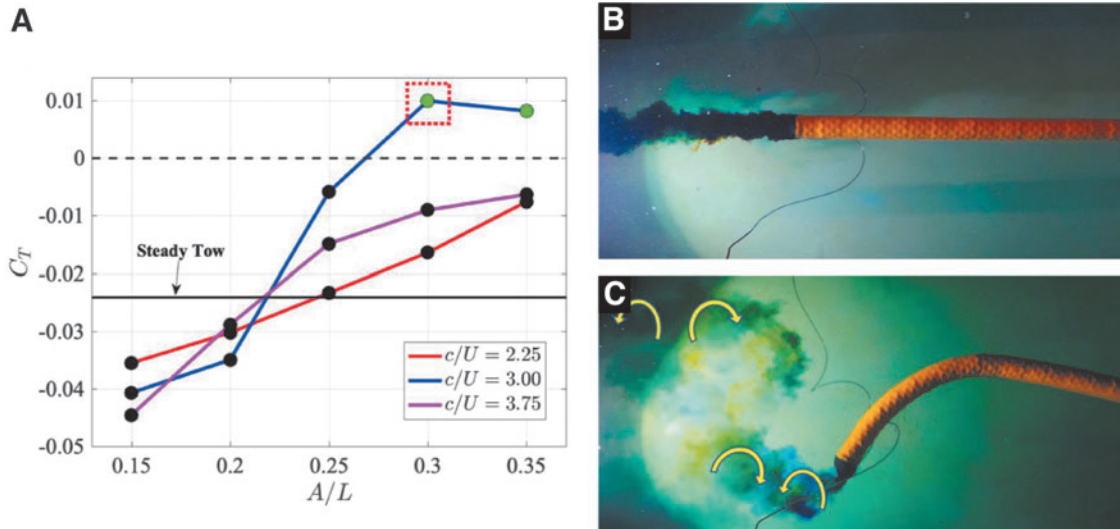 A
0.01
0
-0.01
-0.02
-0.03
-0.04
-0.05
C_T
Steady Tow
c/U = 2.25
c/U = 3.00
c/U = 3.75
0.15 0.2 0.25 0.3 0.35
A/L
B
C